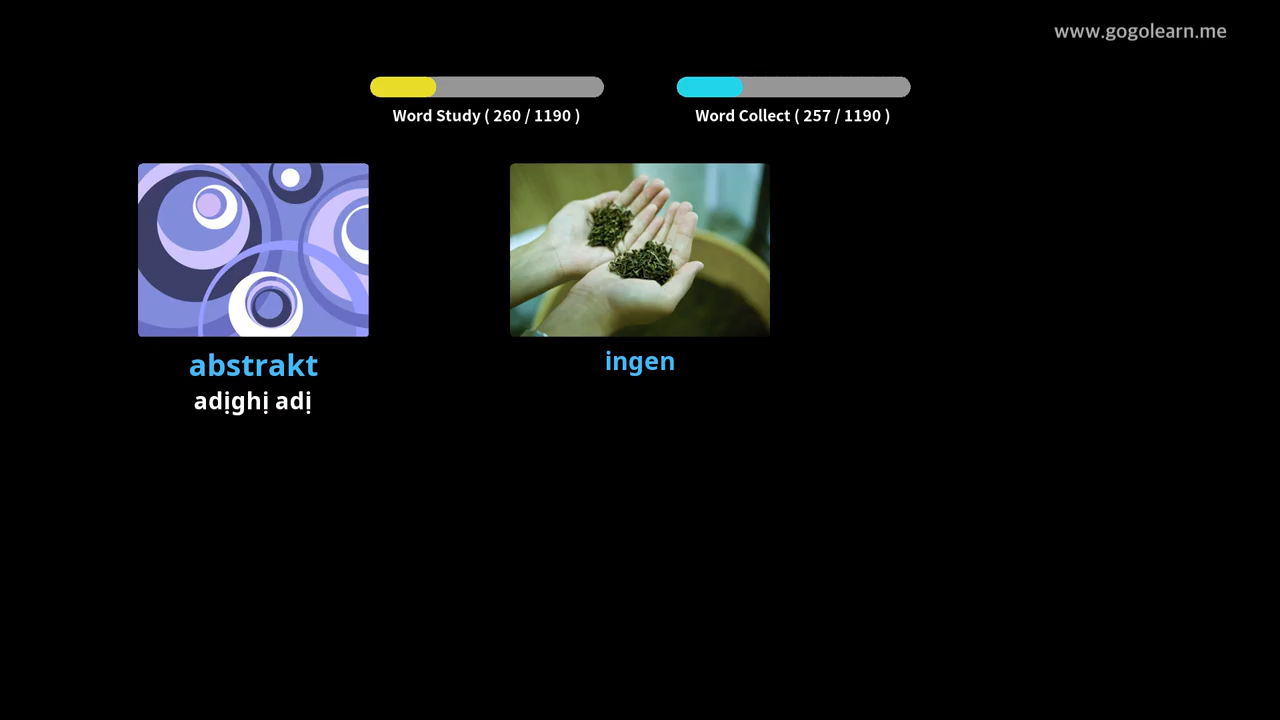 www.gogolearn.me
Word Study ( 260 / 1190 )
Word Collect ( 257 / 1190 )
abstrakt
adịghị adị
ingen